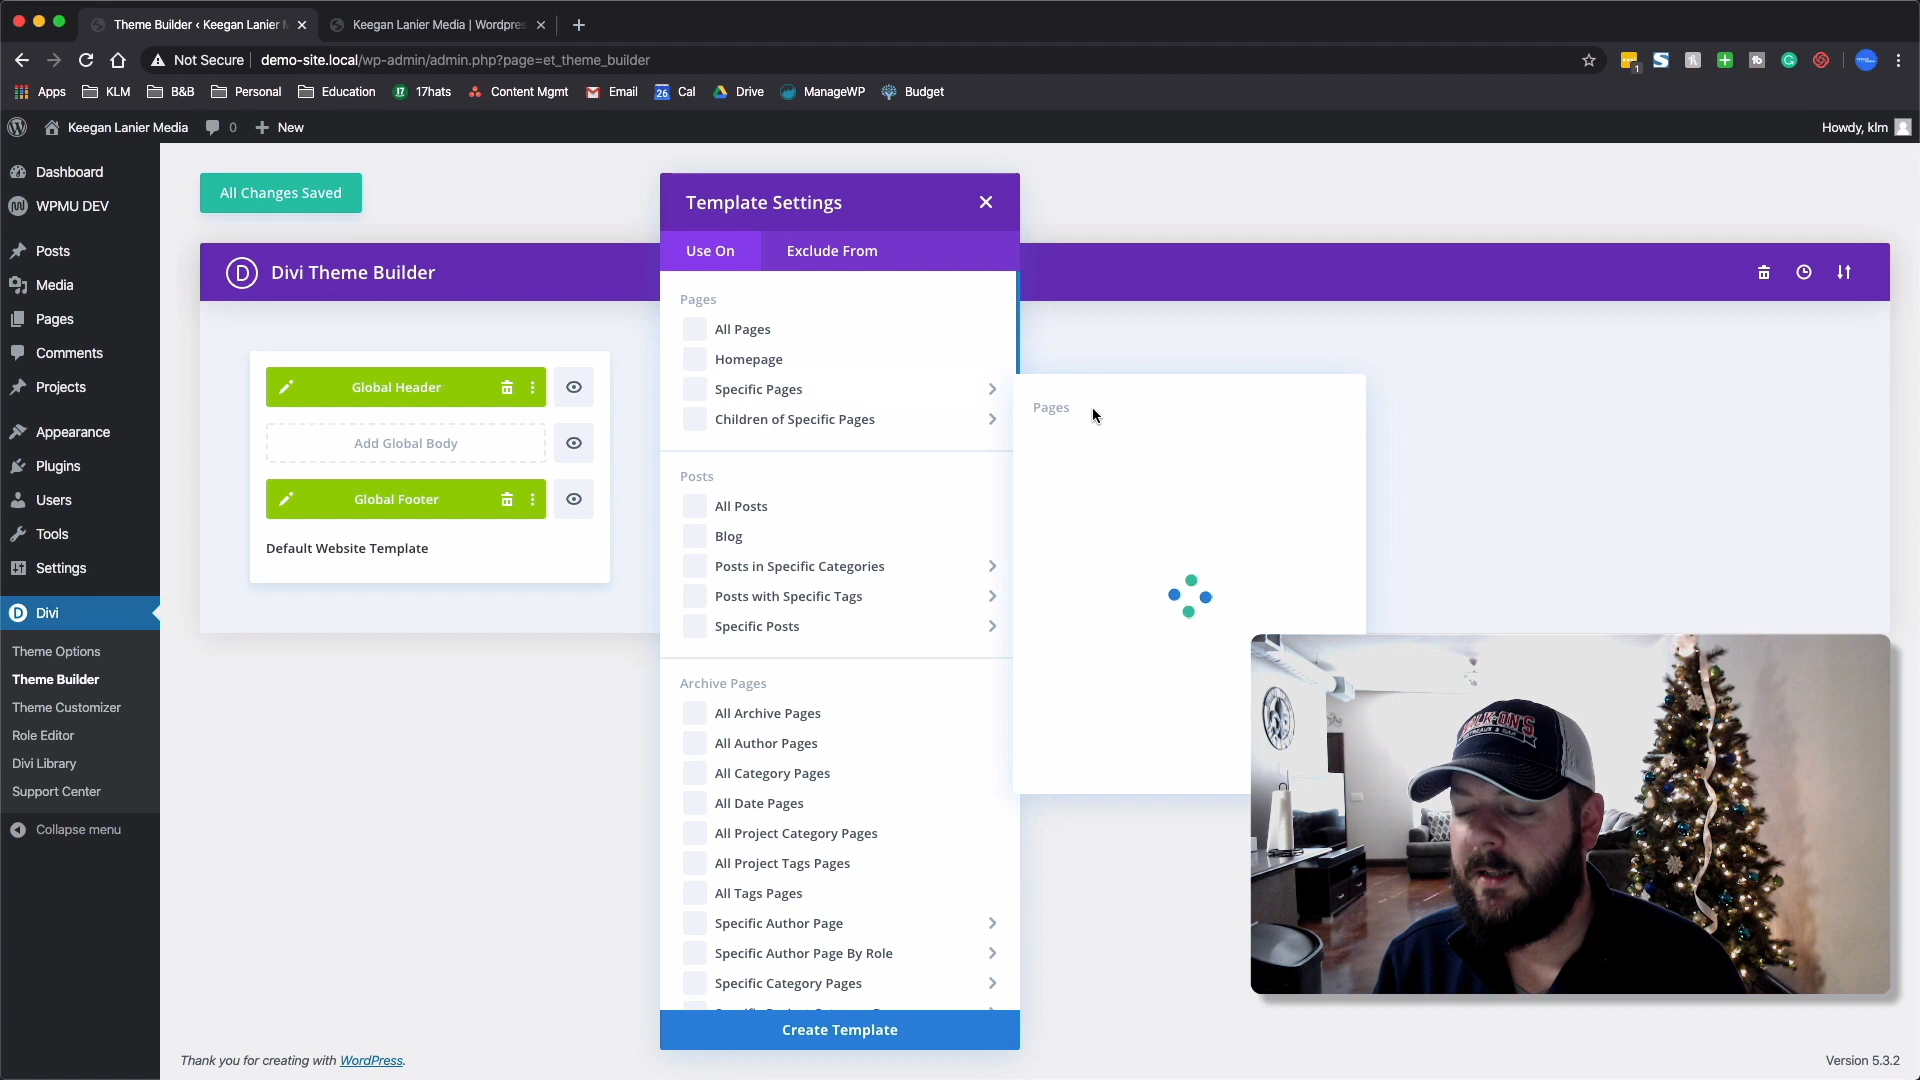 Theme Builder ‹ Keegan Lanier M
Keegan Lanier Media | Wordpres
Not Secure
demo-site.local/wp-admin/admin.php?page=et_theme_builder
1
Apps
KLM
B&B
Personal
Education
17hats
Content Mgmt
Email
26 Cal
Drive
ManageWP
Budget
Keegan Lanier Media
0
New
Howdy, klm
Dashboard
WPMU DEV
Posts
Media
Pages
Comments
Projects
Appearance
Plugins
Users
Tools
Settings
Divi
Theme Options
Theme Builder
Theme Customizer
Role Editor
Divi Library
Support Center
Collapse menu
All Changes Saved
D Divi Theme Builder
Global Header
Add Global Body
Global Footer
Default Website Template
Template Settings
Use On
Exclude From
Pages
All Pages
Homepage
Specific Pages
Children of Specific Pages
Posts
All Posts
Blog
Posts in Specific Categories
Posts with Specific Tags
Specific Posts
Archive Pages
All Archive Pages
All Author Pages
All Category Pages
All Date Pages
All Project Category Pages
All Project Tags Pages
All Tags Pages
Specific Author Page
Specific Author Page By Role
Specific Category Pages
Create Template
Pages
WALK-ON'S
Thank you for creating with WordPress.
Version 5.3.2